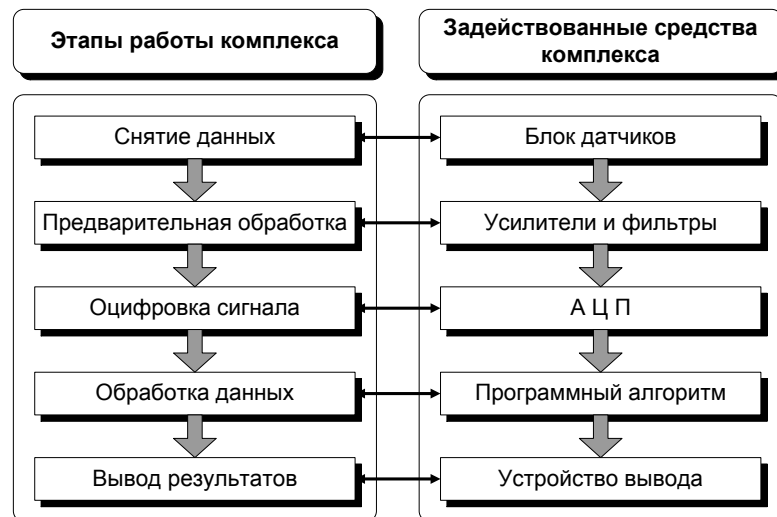 Этапы работы комплекса
Задействованные средства
комплекса
Снятие данных
Блок датчиков
Предварительная обработка
Усилители и фильтры
Оцифровка сигнала
А Ц П
Обработка данных
Программный алгоритм
Вывод результатов
Устройство вывода